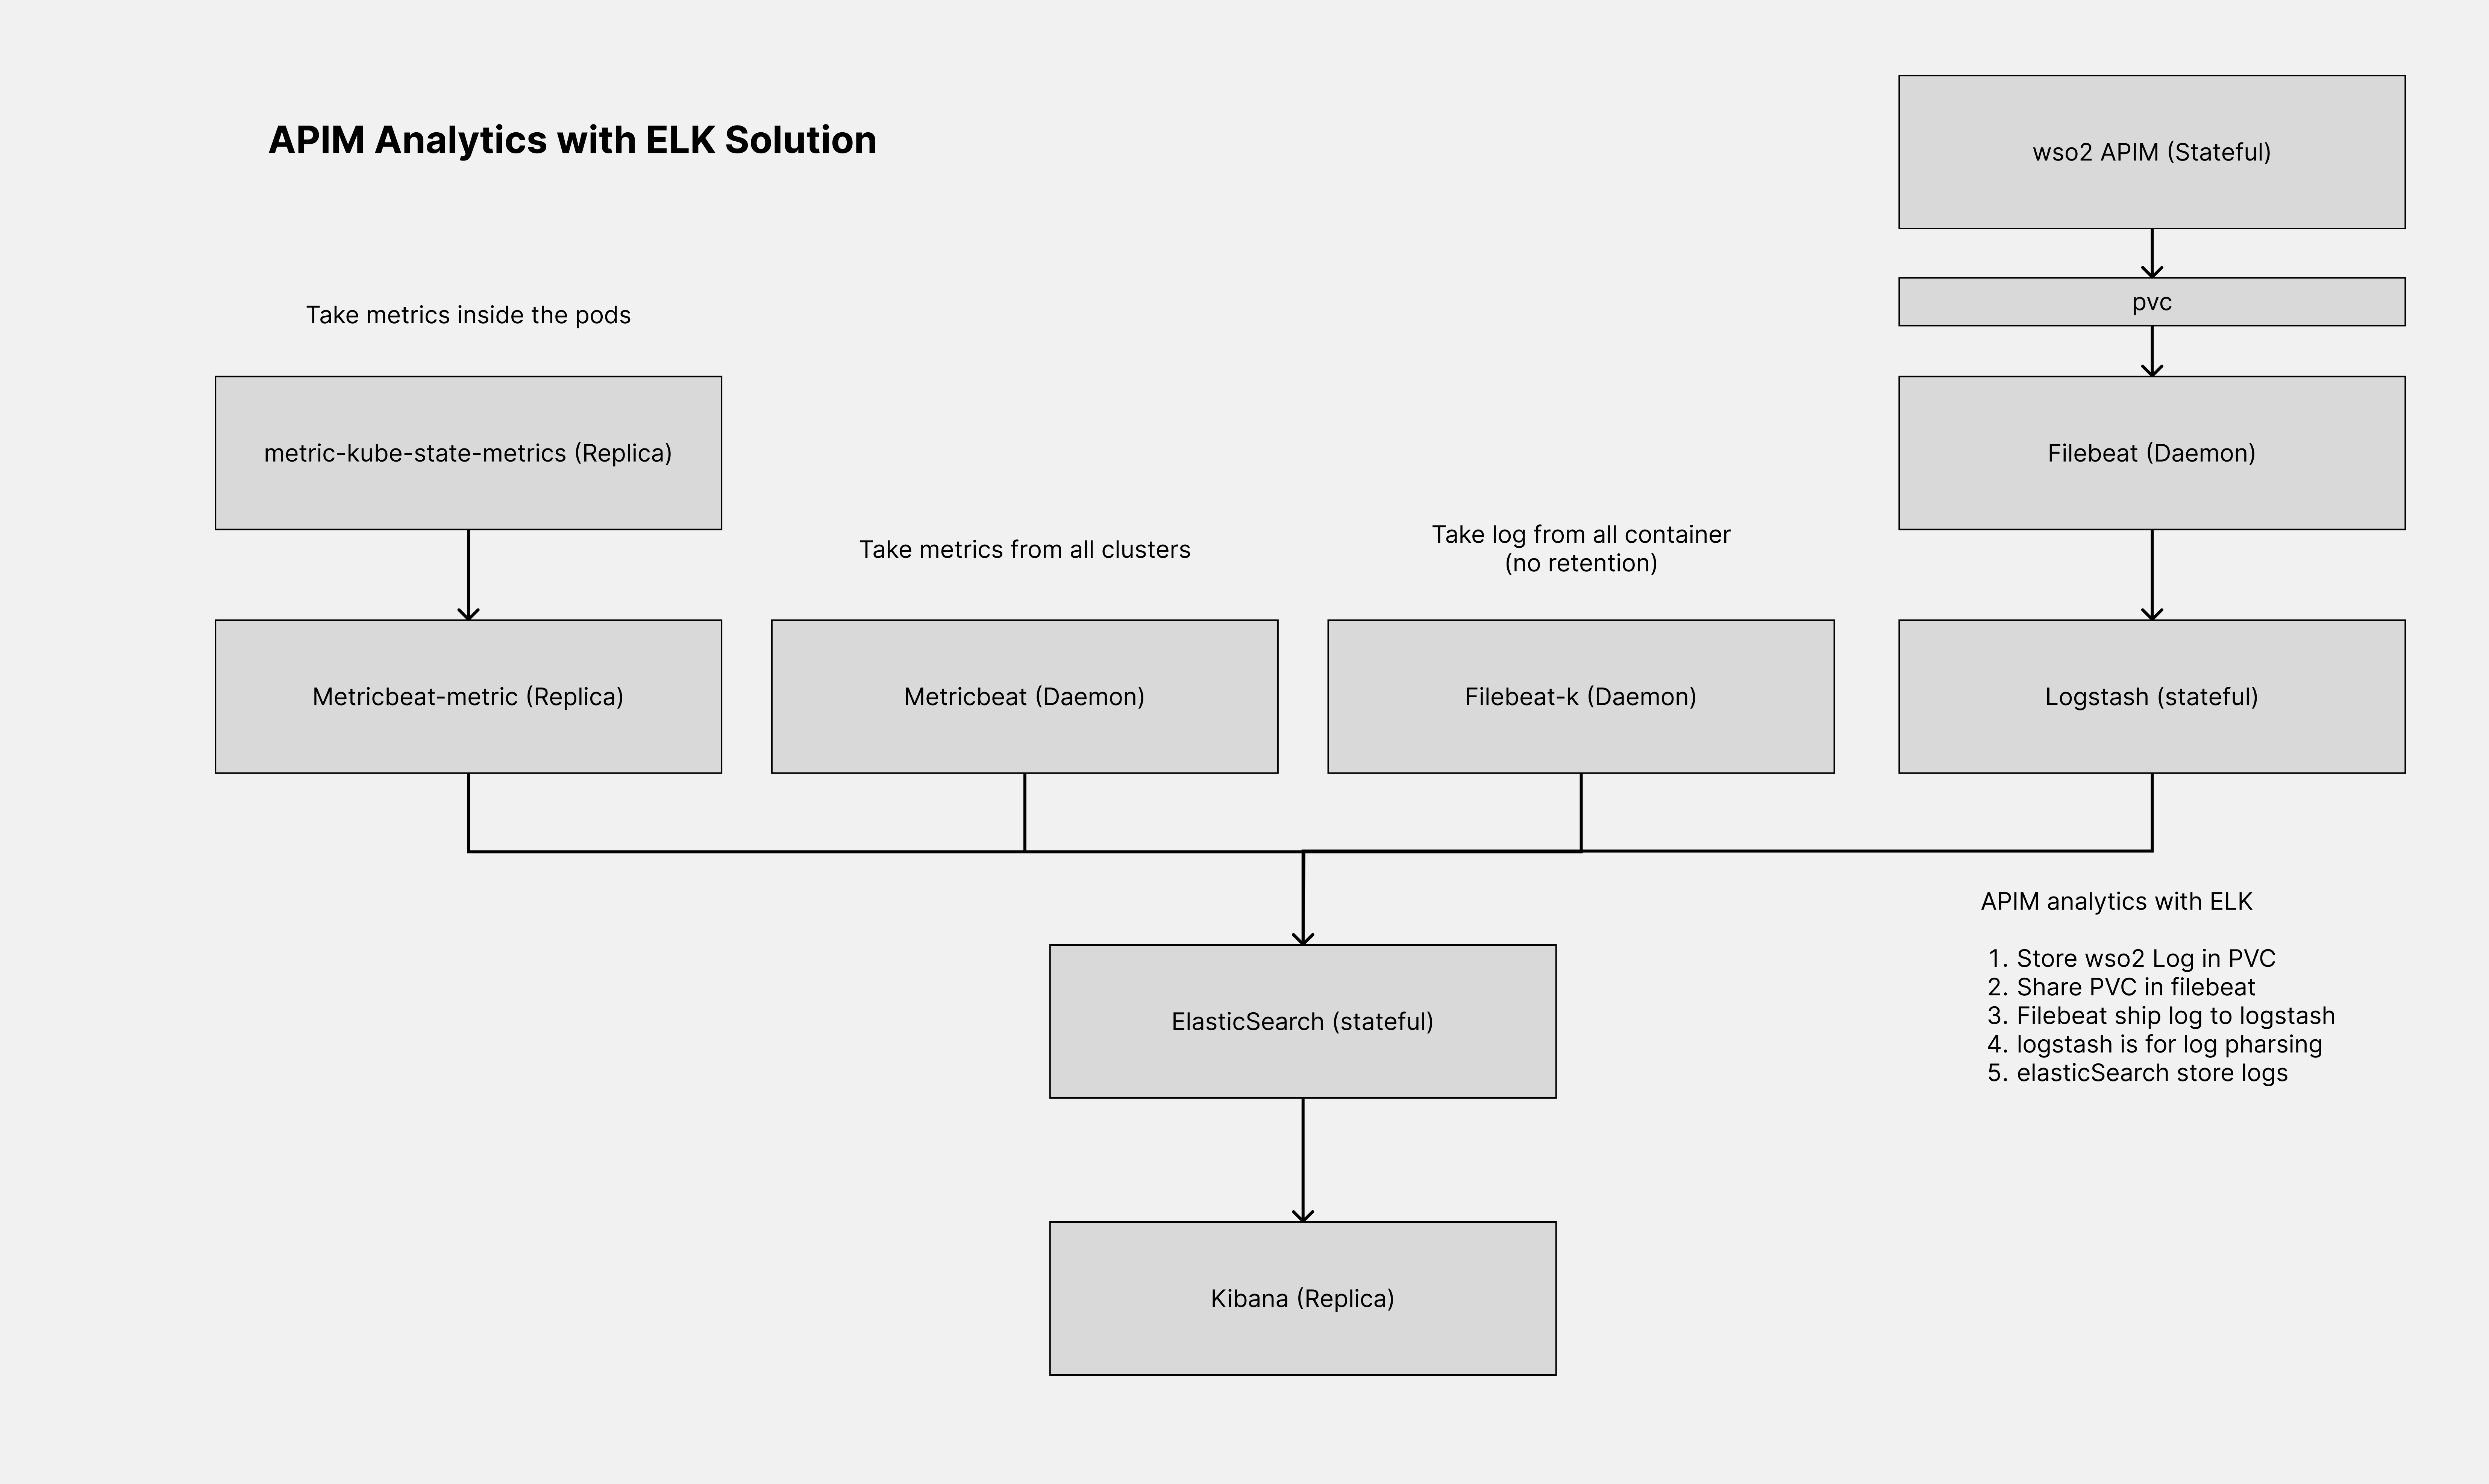 APIM Analytics with ELK Solution
wso2 APIM (Stateful)
pvc
Take metrics inside the pods
metric-kube-state-metrics (Replica)
Filebeat (Daemon)
Take metrics from all clusters
Take log from all container
(no retention)
Metricbeat-metric (Replica)
Metricbeat (Daemon)
Filebeat-k (Daemon)
Logstash (stateful)
APIM analytics with ELK
1. Store wso2 Log in PVC
2. Share PVC in filebeat
3. Filebeat ship log to logstash
4. logstash is for log pharsing
5. elasticSearch store logs
ElasticSearch (stateful)
Kibana (Replica)